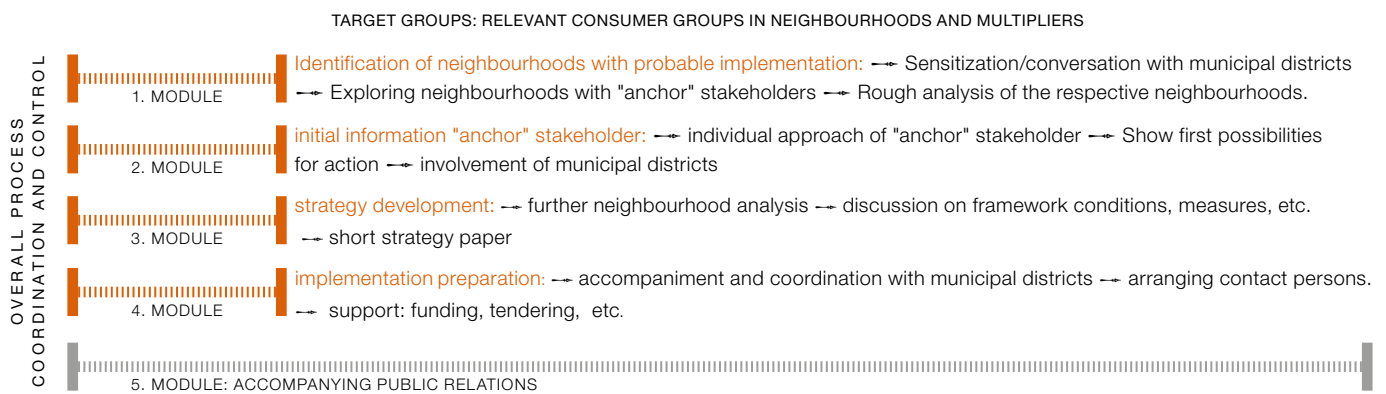 TARGET GROUPS: RELEVANT CONSUMER GROUPS IN NEIGHBOURHOODS AND MULTIPLIERS
OVERALL PROCESS
COORDINATION AND CONTROL
1. MODULE
Identification of neighbourhoods with probable implementation: Sensitization/conversation with municipal districts
Exploring neighbourhoods with "anchor" stakeholders Rough analysis of the respective neighbourhoods.
2. MODULE
initial information "anchor" stakeholder: individual approach of "anchor" stakeholder Show first possibilities
for action involvement of municipal districts
3. MODULE
strategy development: further neighbourhood analysis discussion on framework conditions, measures, etc.
short strategy paper
4. MODULE
implementation preparation: accompaniment and coordination with municipal districts arranging contact persons.
support: funding, tendering, etc.
5. MODULE: ACCOMPANYING PUBLIC RELATIONS